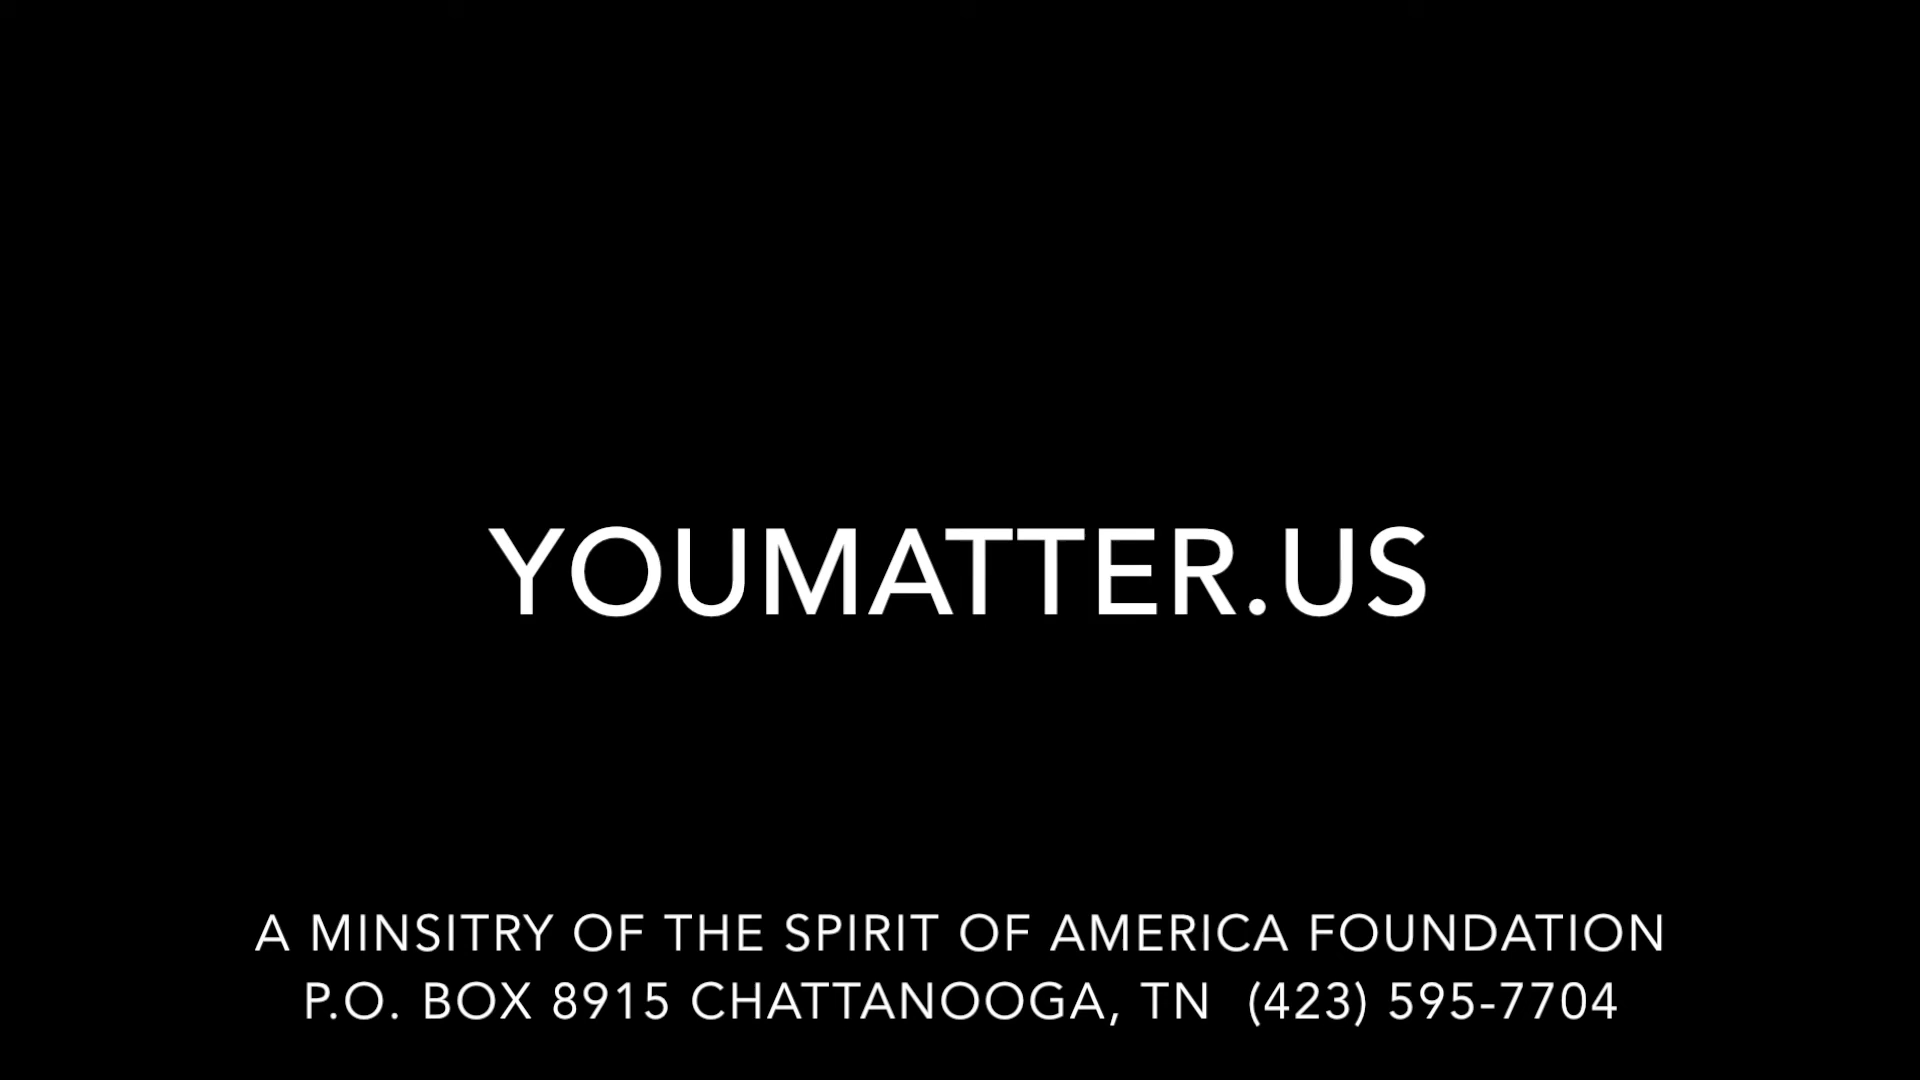 YOUMATTER.US
A MINSITRY OF THE SPIRIT OF AMERICA FOUNDATION
P.O. BOX 8915 CHATTANOOGA, TN (423) 595-7704